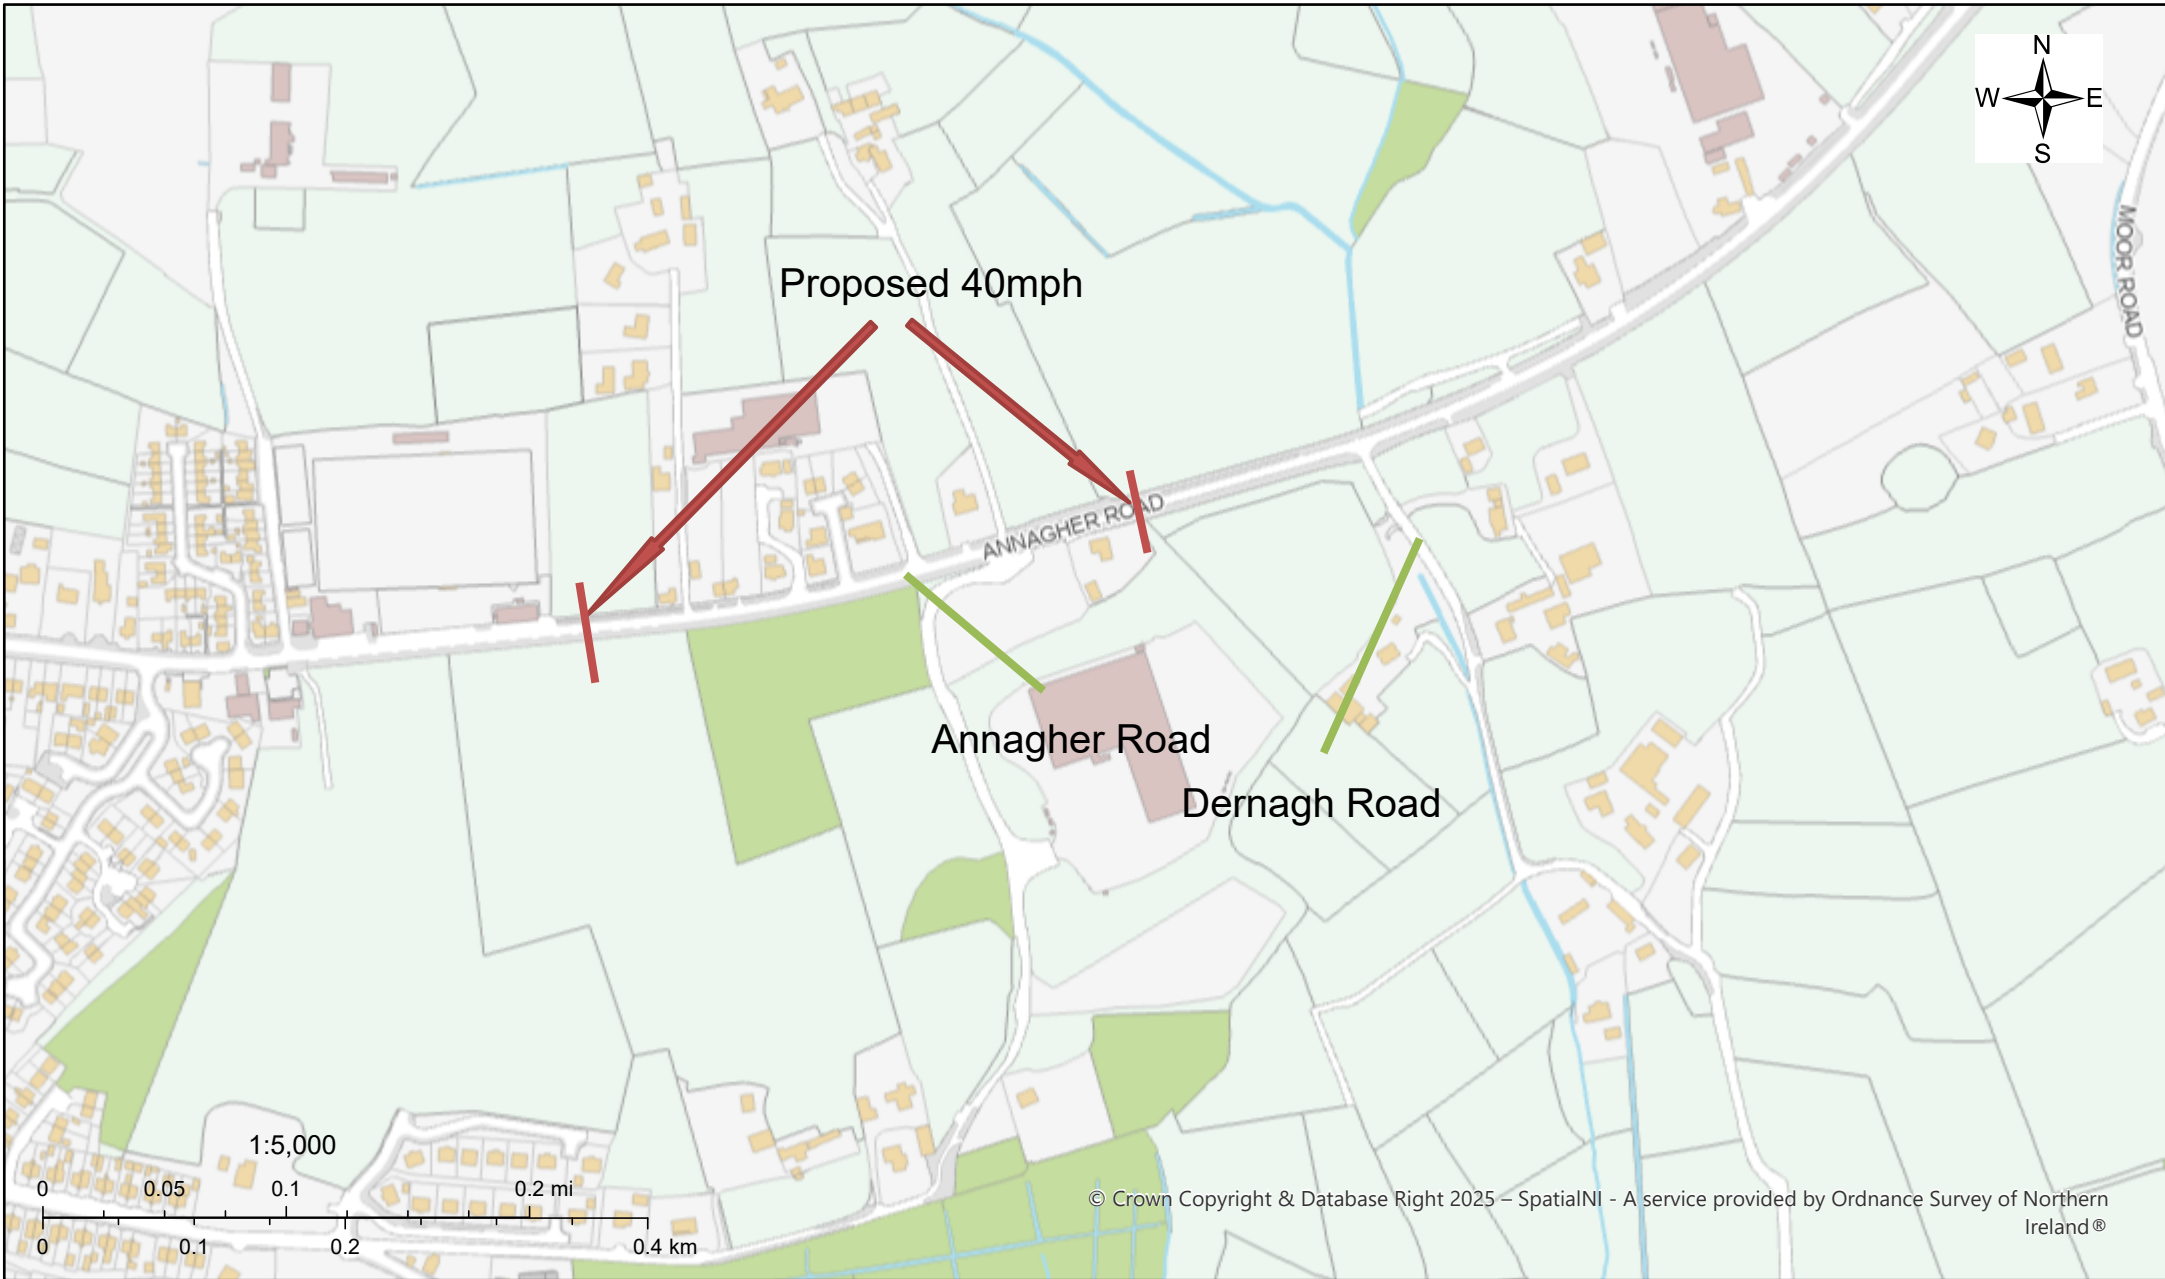 N
W E
S
MOOR ROAD
Proposed 40mph
ANNAGHER ROAD
Annagher Road
Dernagh Road
1:5,000
0 0.05 0.1 0.2 mi
0 0.1 0.2 0.4 km
© Crown Copyright & Database Right 2025 – SpatialNI - A service provided by Ordnance Survey of Northern
Ireland®